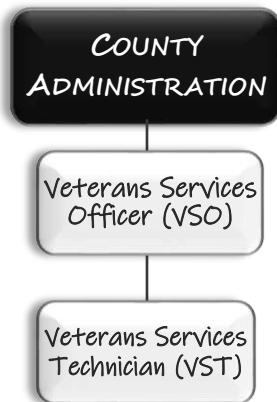 COUNTY
ADMINISTRATION
Veterans Services
Officer (VSO)
Veterans Services
Technician (VST)